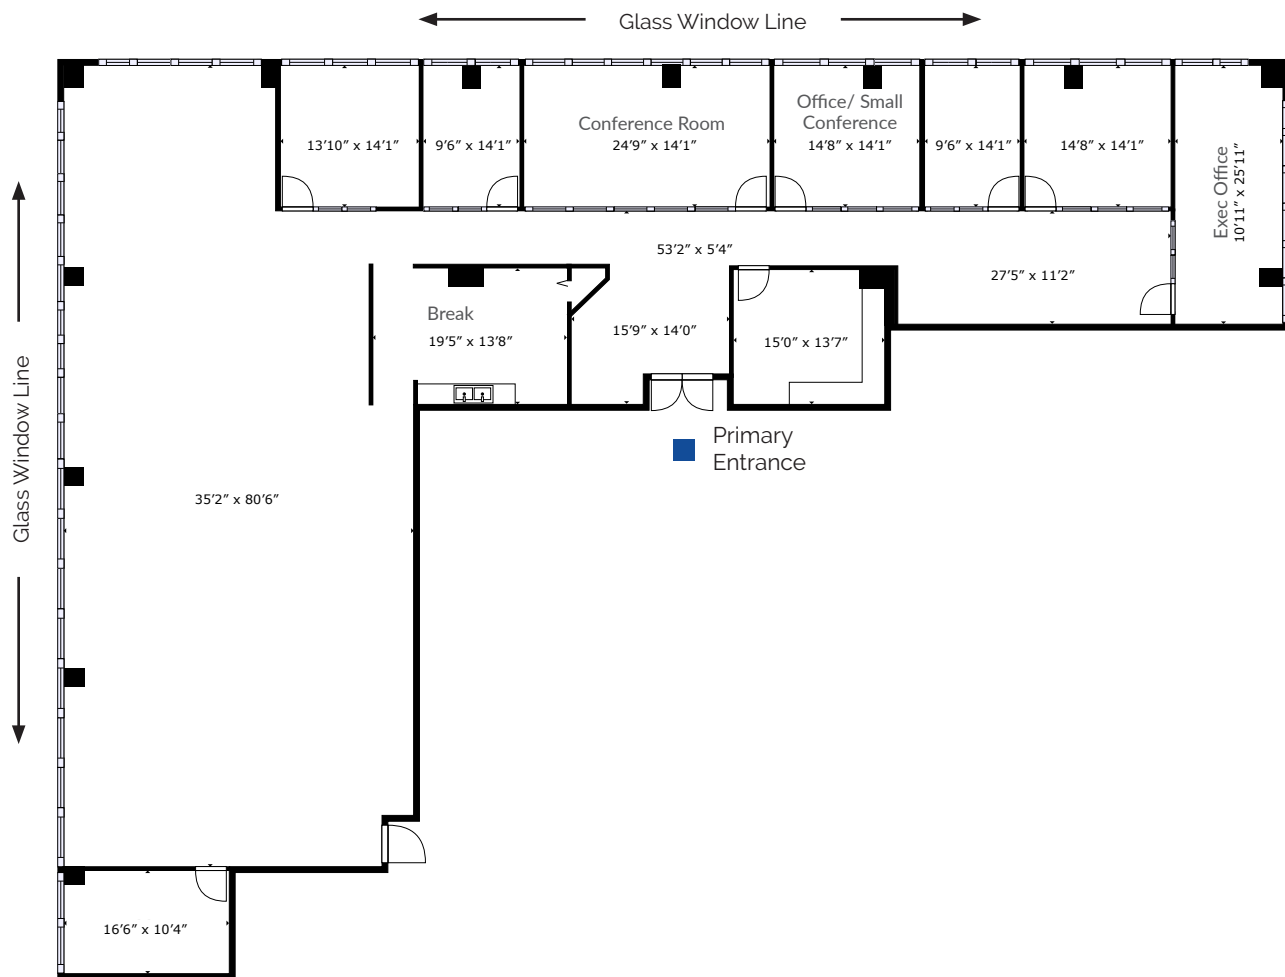 Glass Window Line
13’10” x 14’1”
9’6” x 14’1”
Conference Room
24’9” x 14’1”
Office/ Small
Conference
14’8” x 14’1”
9’6” x 14’1”
14’8” x 14’1”
Exec Office
10’11” x 25’11”
53’2” x 5’4”
27’5” x 11’2”
Break
19’5” x 13’8”
15’9” x 14’0”
15’0” x 13’7”
Glass Window Line
Primary
Entrance
35’2” x 80’6”
16’6” x 10’4”